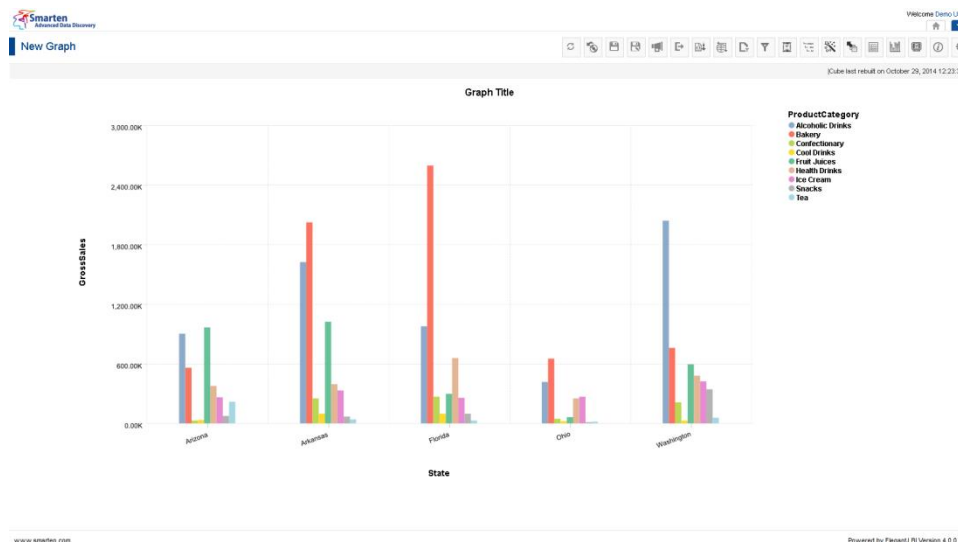 Smarten
Advanced Data Discovery
Welcome Demo U
New Graph
|Cube last rebuilt on October 29, 2014 12:23:
Graph Title
ProductCategory
Alcoholic Drinks
Bakery
Confectionary
Cool Drinks
Fruit Juices
Health Drinks
Ice Cream
Snacks
Tea
GrossSales
3,000.00K
2,400.00K
1,800.00K
1,200.00K
600.00K
0.00K
Arizona
Arkansas
Florida
Ohio
Washington
State
www.smarten.com
Powered by ElegantJ BI Version 4.0.0